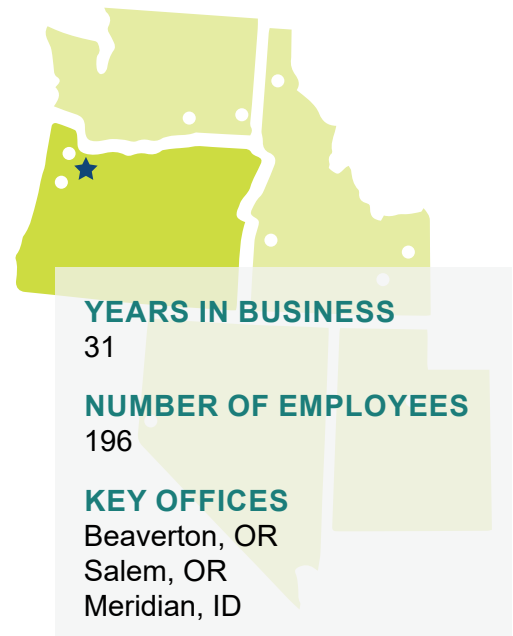 YEARS IN BUSINESS
31
NUMBER OF EMPLOYEES
196
KEY OFFICES
Beaverton, OR
Salem, OR
Meridian, ID